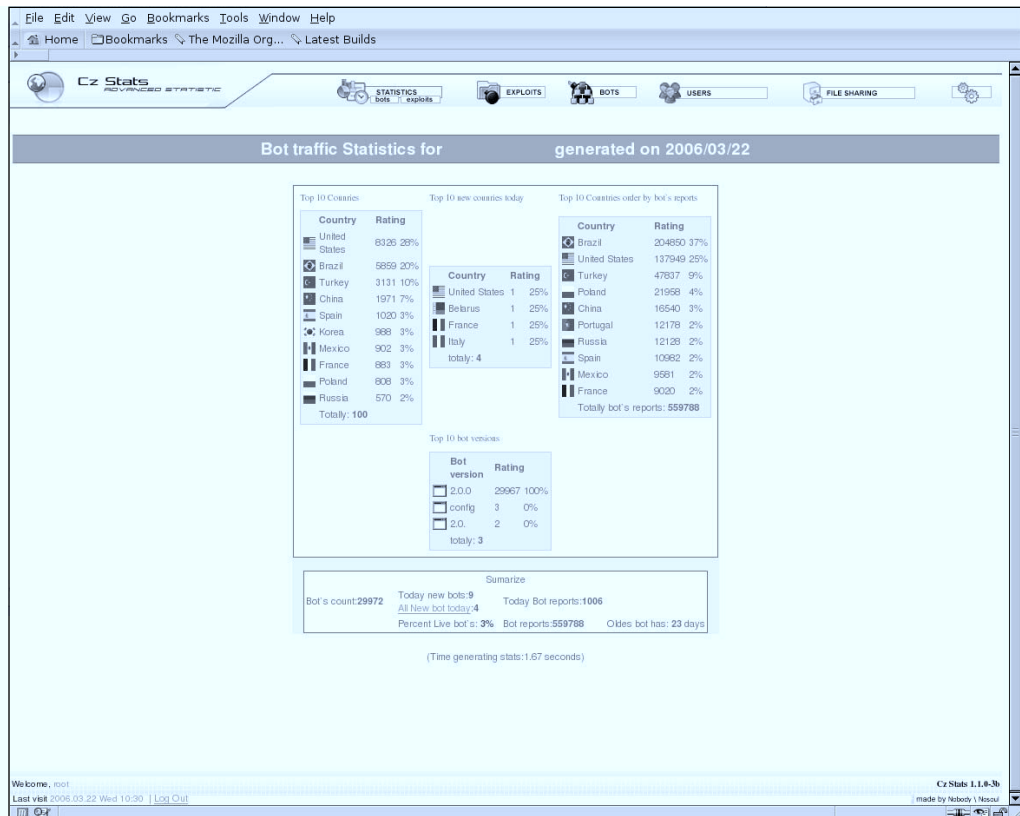 File Edit View Go Bookmarks Tools Window Help
Home Bookmarks The Mozilla Org... Latest Builds
Cz Stats
ADVANCED STATISTIC
STATISTICS
bots exploits
EXPLOITS
BOTS
USERS
FILE SHARING
Bot traffic Statistics for generated on 2006/03/22
Top 10 Counries
Country Rating
United States 8326 28%
Brazil 5859 20%
Turkey 3131 10%
China 1971 7%
Spain 1020 3%
Korea 988 3%
Mexico 902 3%
France 883 3%
Poland 808 3%
Russia 570 2%
Totally: 100
Top 10 new countries today
Country Rating
United States 1 25%
Belarus 1 25%
France 1 25%
Italy 1 25%
totaly: 4
Top 10 Countries order by bot's reports
Country Rating
Brazil 204850 37%
United States 137949 25%
Turkey 47837 9%
Poland 21958 4%
China 16540 3%
Portugal 12178 2%
Russia 12128 2%
Spain 10982 2%
Mexico 9581 2%
France 9020 2%
Totally bot's reports: 559788
Top 10 bot versions
Bot version Rating
2.0.0 29967 100%
config 3 0%
2.0. 2 0%
totaly: 3
Sumarize
Bot's count:29972
Today new bots:9
All New bot today:4
Today Bot reports:1006
Percent Live bot's: 3% Bot reports:559788 Oldes bot has: 23 days
(Time generating stats:1.67 seconds)
Welcome, root
Cz Stats 1.1.0-3b
Last visit 2006.03.22 Wed 10:30 | Log Out
made by Nobody \ Nosoul